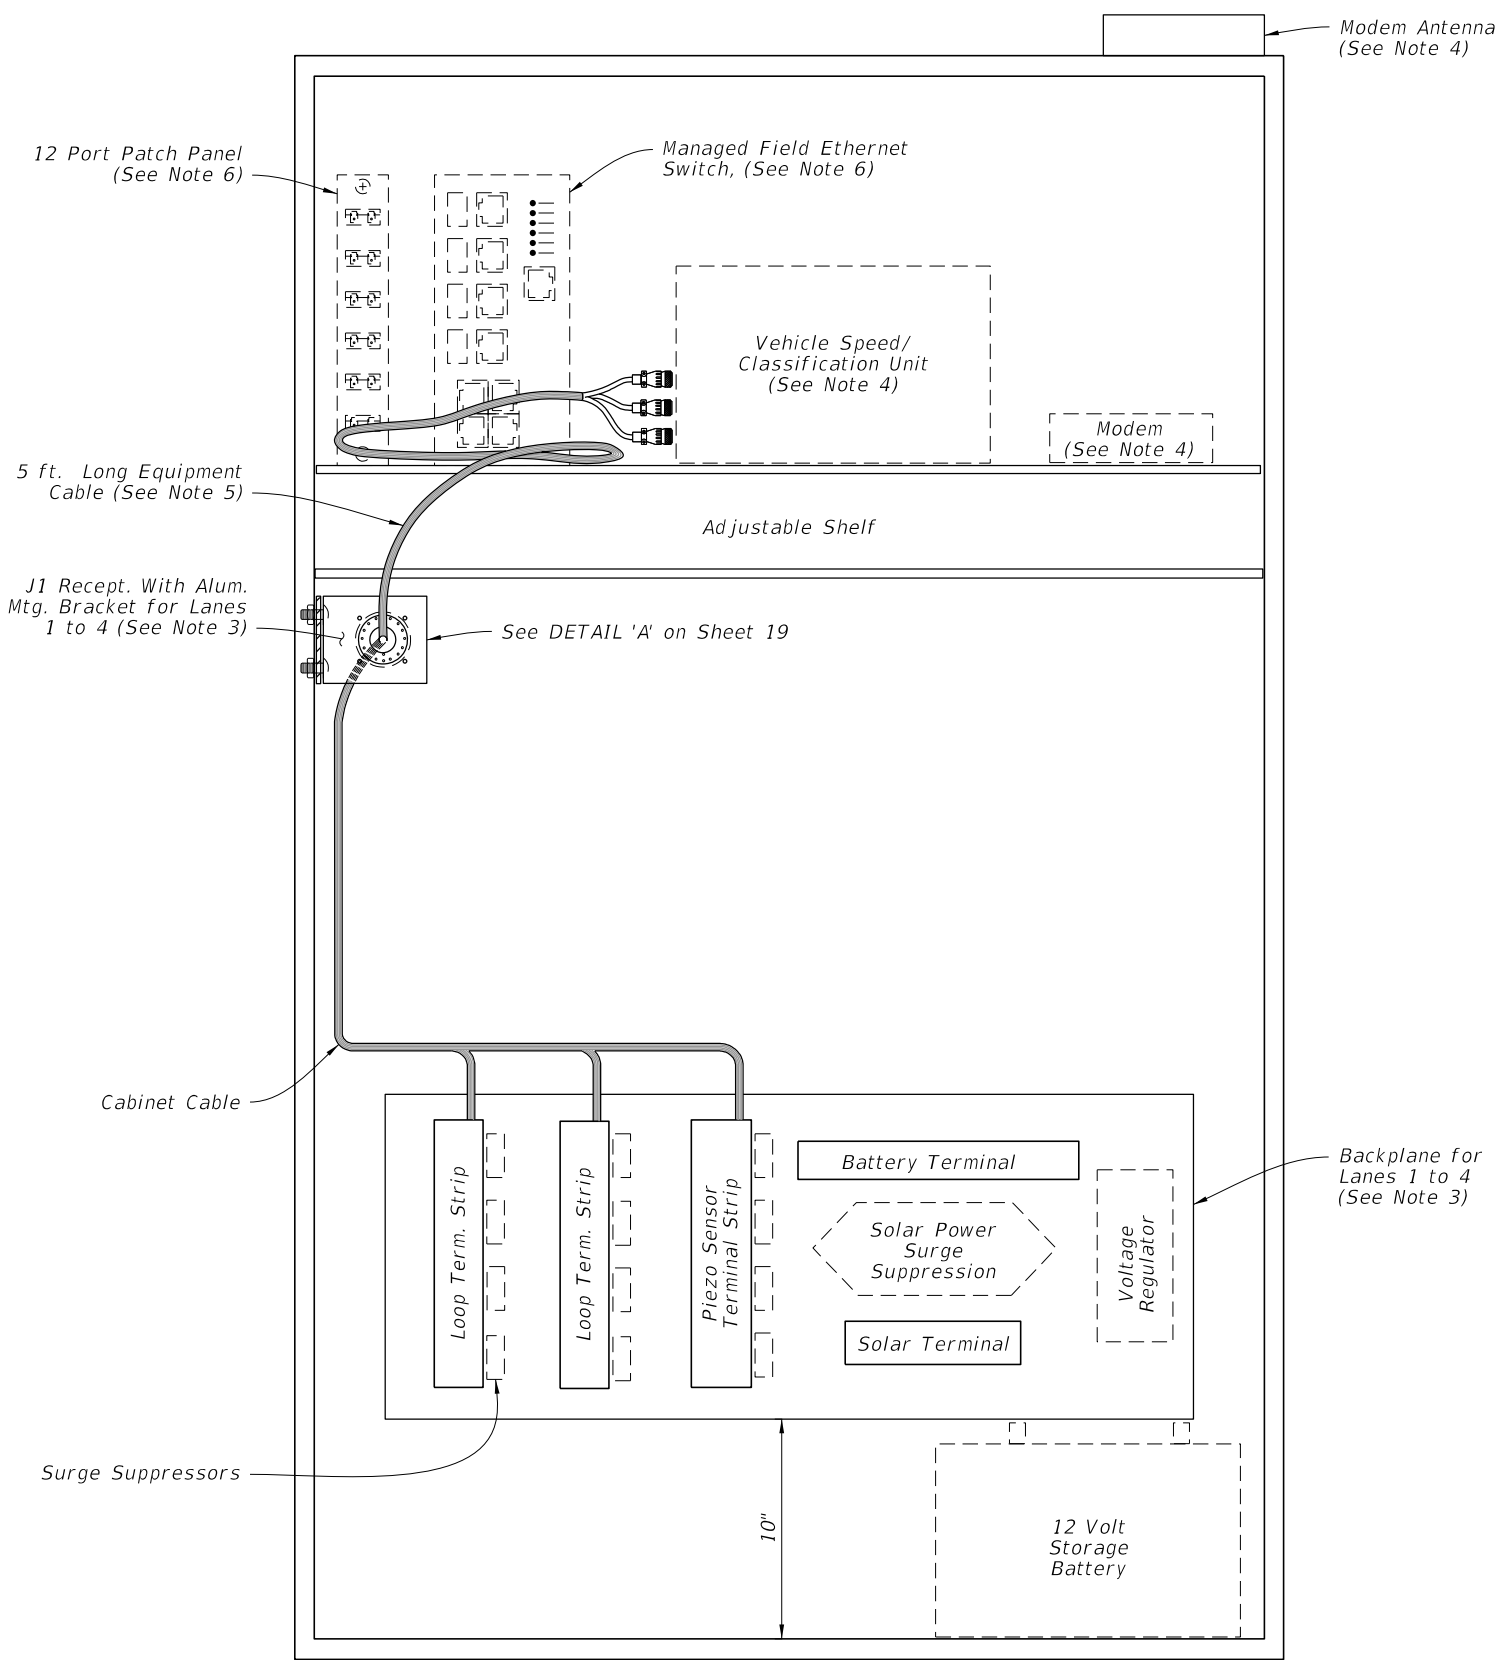 Modem Antenna
(See Note 4)
12 Port Patch Panel
(See Note 6)
Managed Field Ethernet
Switch, (See Note 6)
Vehicle Speed/
Classification Unit
(See Note 4)
Modem
(See Note 4)
5 ft. Long Equipment
Cable (See Note 5)
Adjustable Shelf
J1 Recept. With Alum.
Mtg. Bracket for Lanes
1 to 4 (See Note 3)
See DETAIL 'A' on Sheet 19
Cabinet Cable
Loop Term. Strip
Loop Term. Strip
Piezo Sensor
Terminal Strip
Battery Terminal
Solar Power
Surge
Suppression
Solar Terminal
Voltage
Regulator
Backplane for
Lanes 1 to 4
(See Note 3)
Surge Suppressors
10"
12 Volt
Storage
Battery